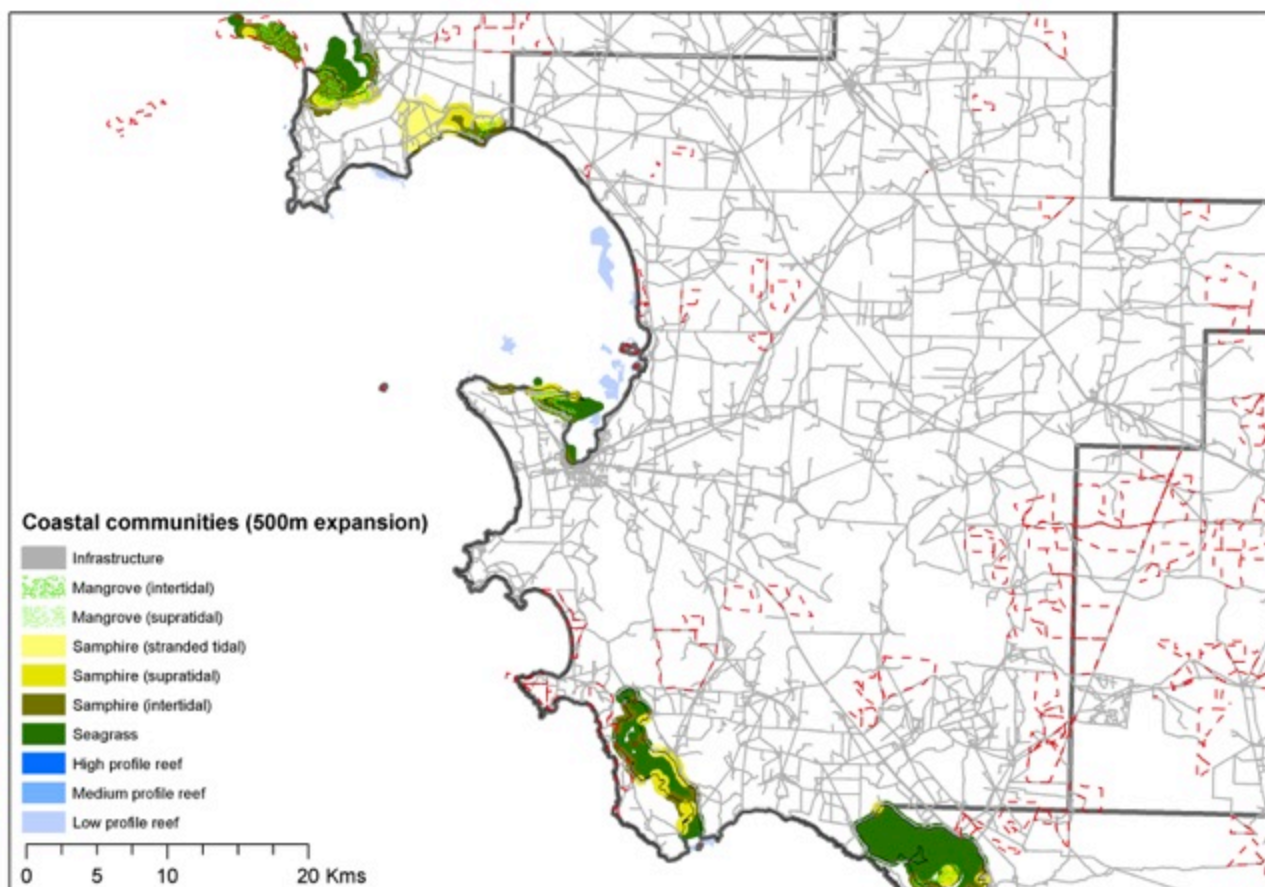 Coastal communities (500m expansion)
Infrastructure
Mangrove (intertidal)
Mangrove (supratidal)
Samphire (stranded tidal)
Samphire (supratidal)
Samphire (intertidal)
Seagrass
High profile reef
Medium profile reef
Low profile reef
0 5 10 20 Kms